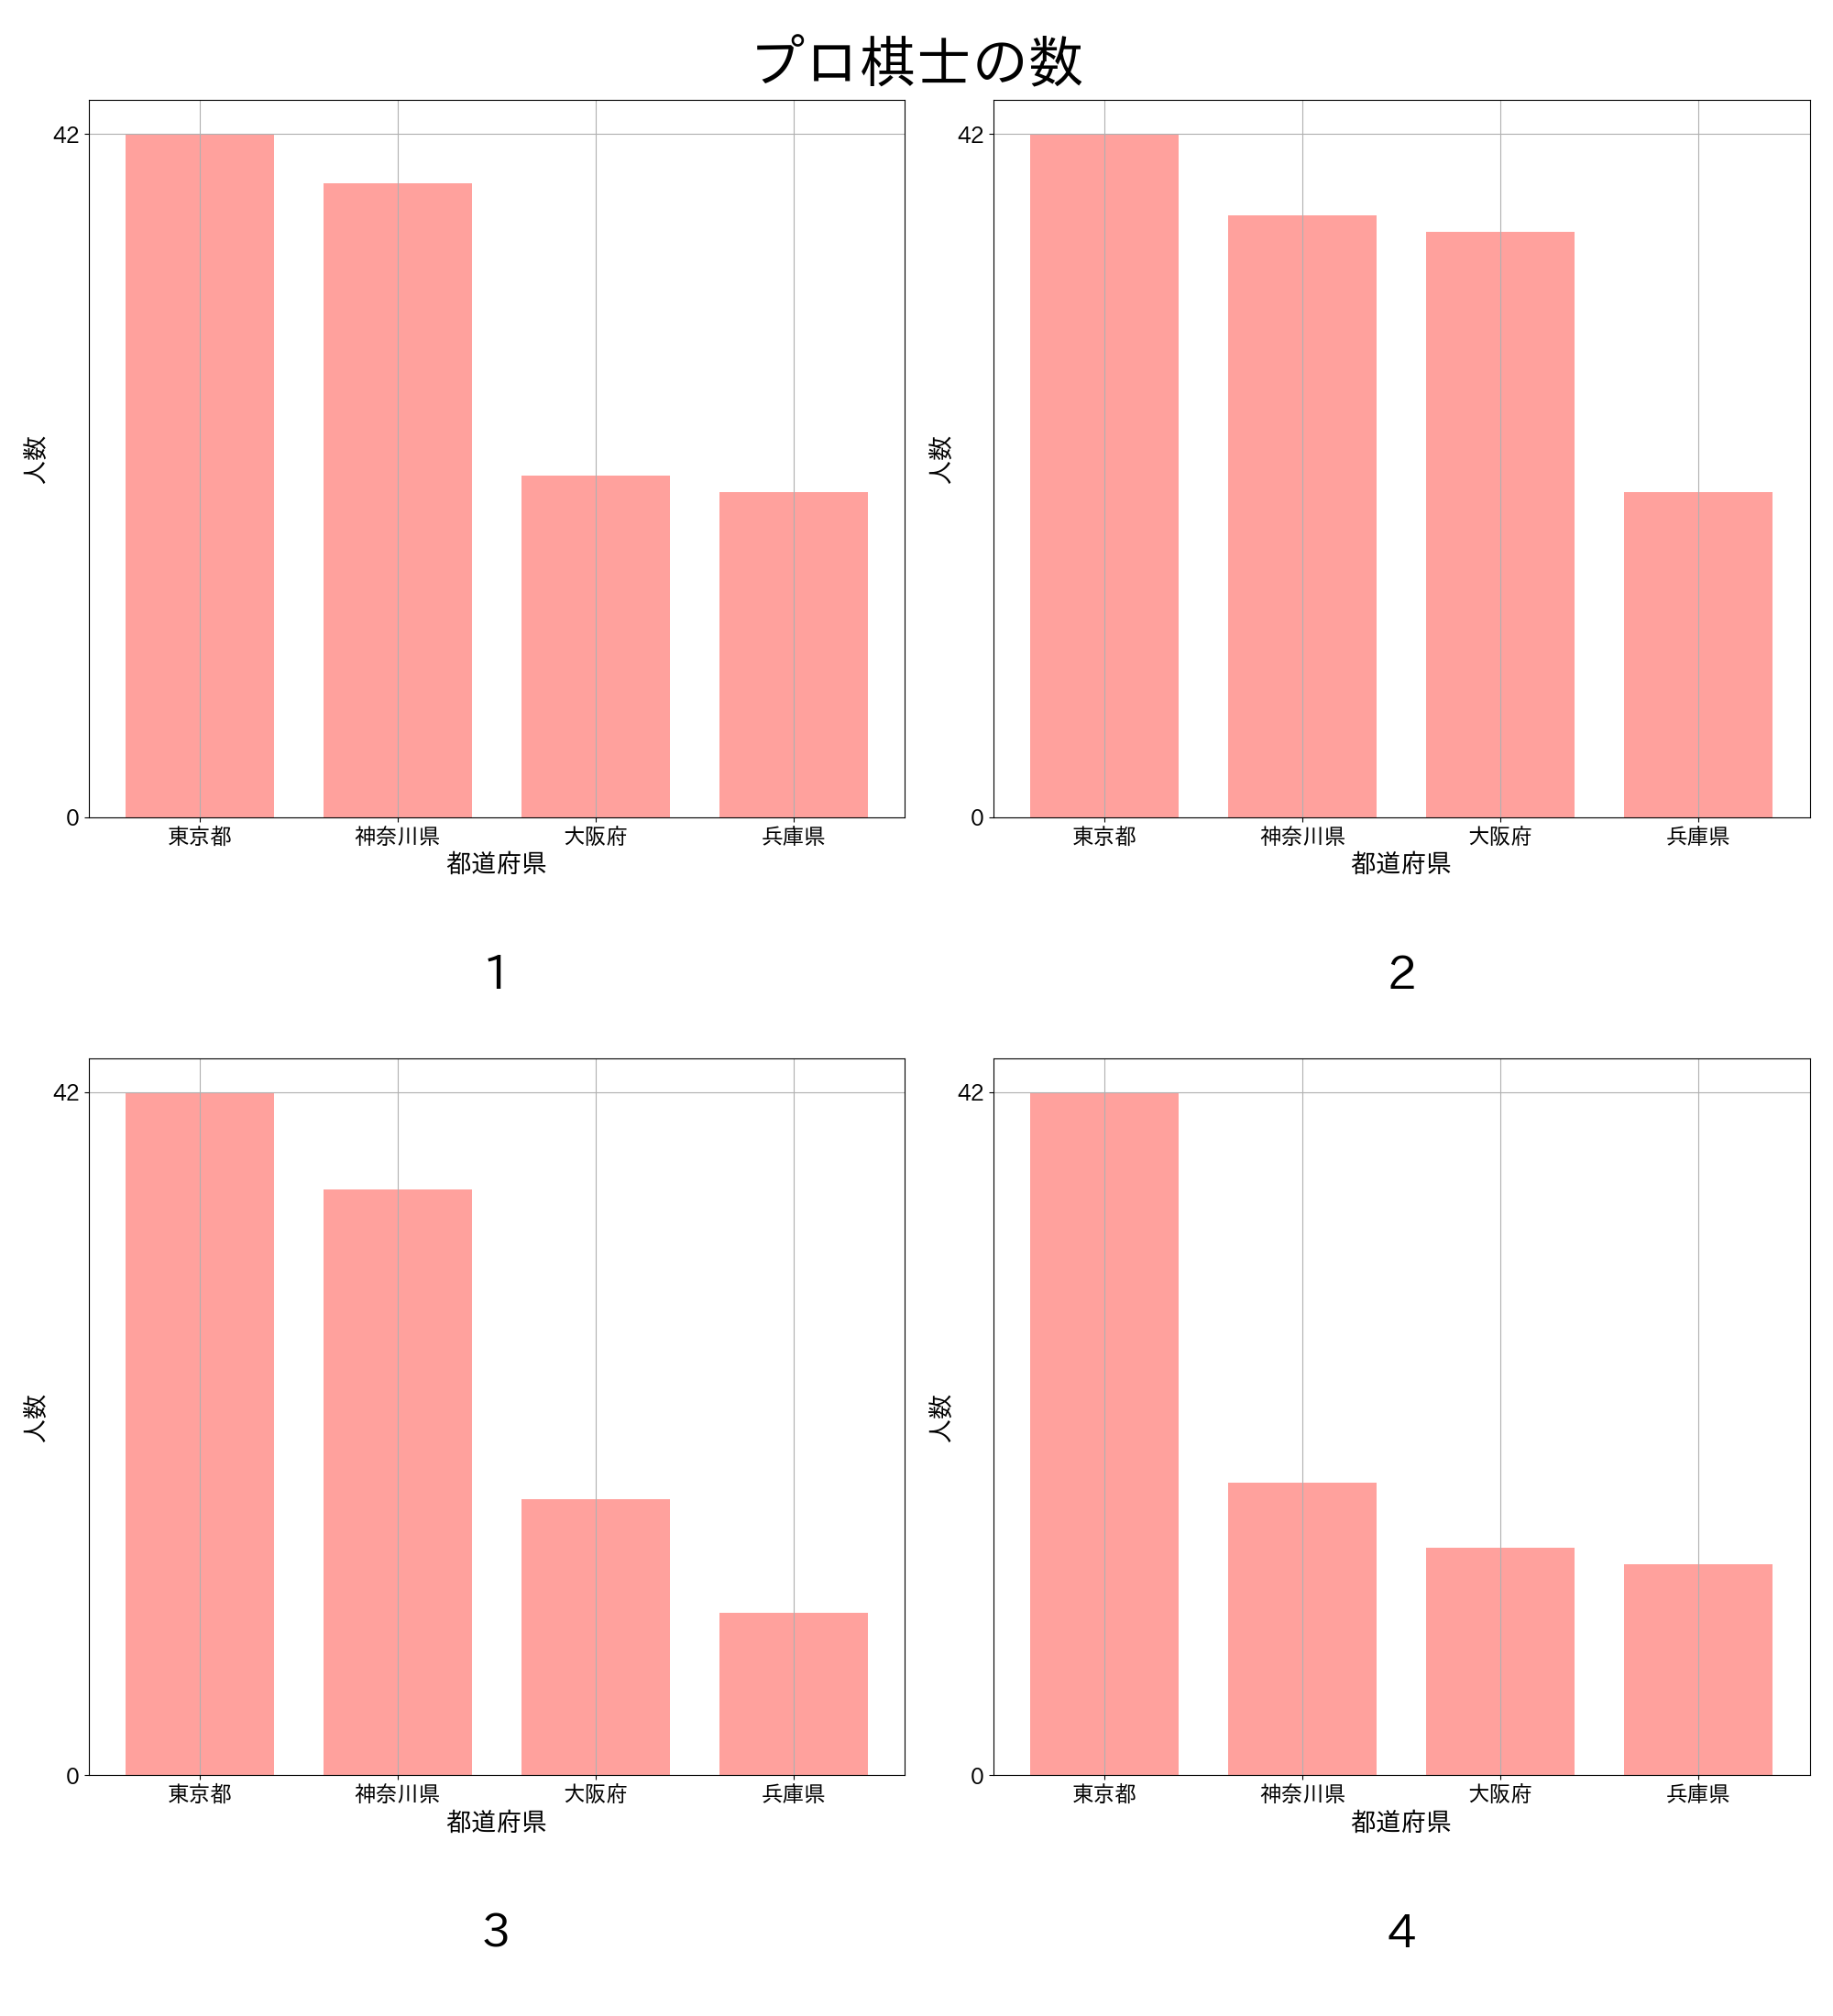 プロ棋士の数
42
0
人数
東京都 神奈川県 大阪府 兵庫県
都道府県
1
42
0
人数
東京都 神奈川県 大阪府 兵庫県
都道府県
2
42
0
人数
東京都 神奈川県 大阪府 兵庫県
都道府県
3
42
0
人数
東京都 神奈川県 大阪府 兵庫県
都道府県
4